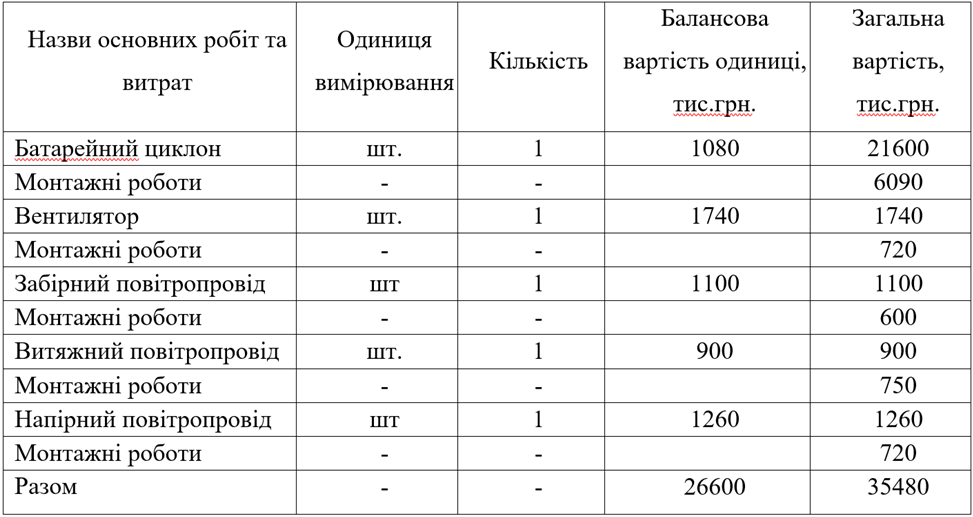 Назви основних робіт та витрат | Одиниця вимірювання | Кількість | Балансова вартість одиниці, тис.грн. | Загальна вартість, тис.грн.
Батарейний циклон | шт. | 1 | 1080 | 21600
Монтажні роботи | - | - | | 6090
Вентилятор | шт. | 1 | 1740 | 1740
Монтажні роботи | - | - | | 720
Забірний повітропровід | шт | 1 | 1100 | 1100
Монтажні роботи | - | - | | 600
Витяжний повітропровід | шт. | 1 | 900 | 900
Монтажні роботи | - | - | | 750
Напірний повітропровід | шт | 1 | 1260 | 1260
Монтажні роботи | - | - | | 720
Разом | - | - | 26600 | 35480